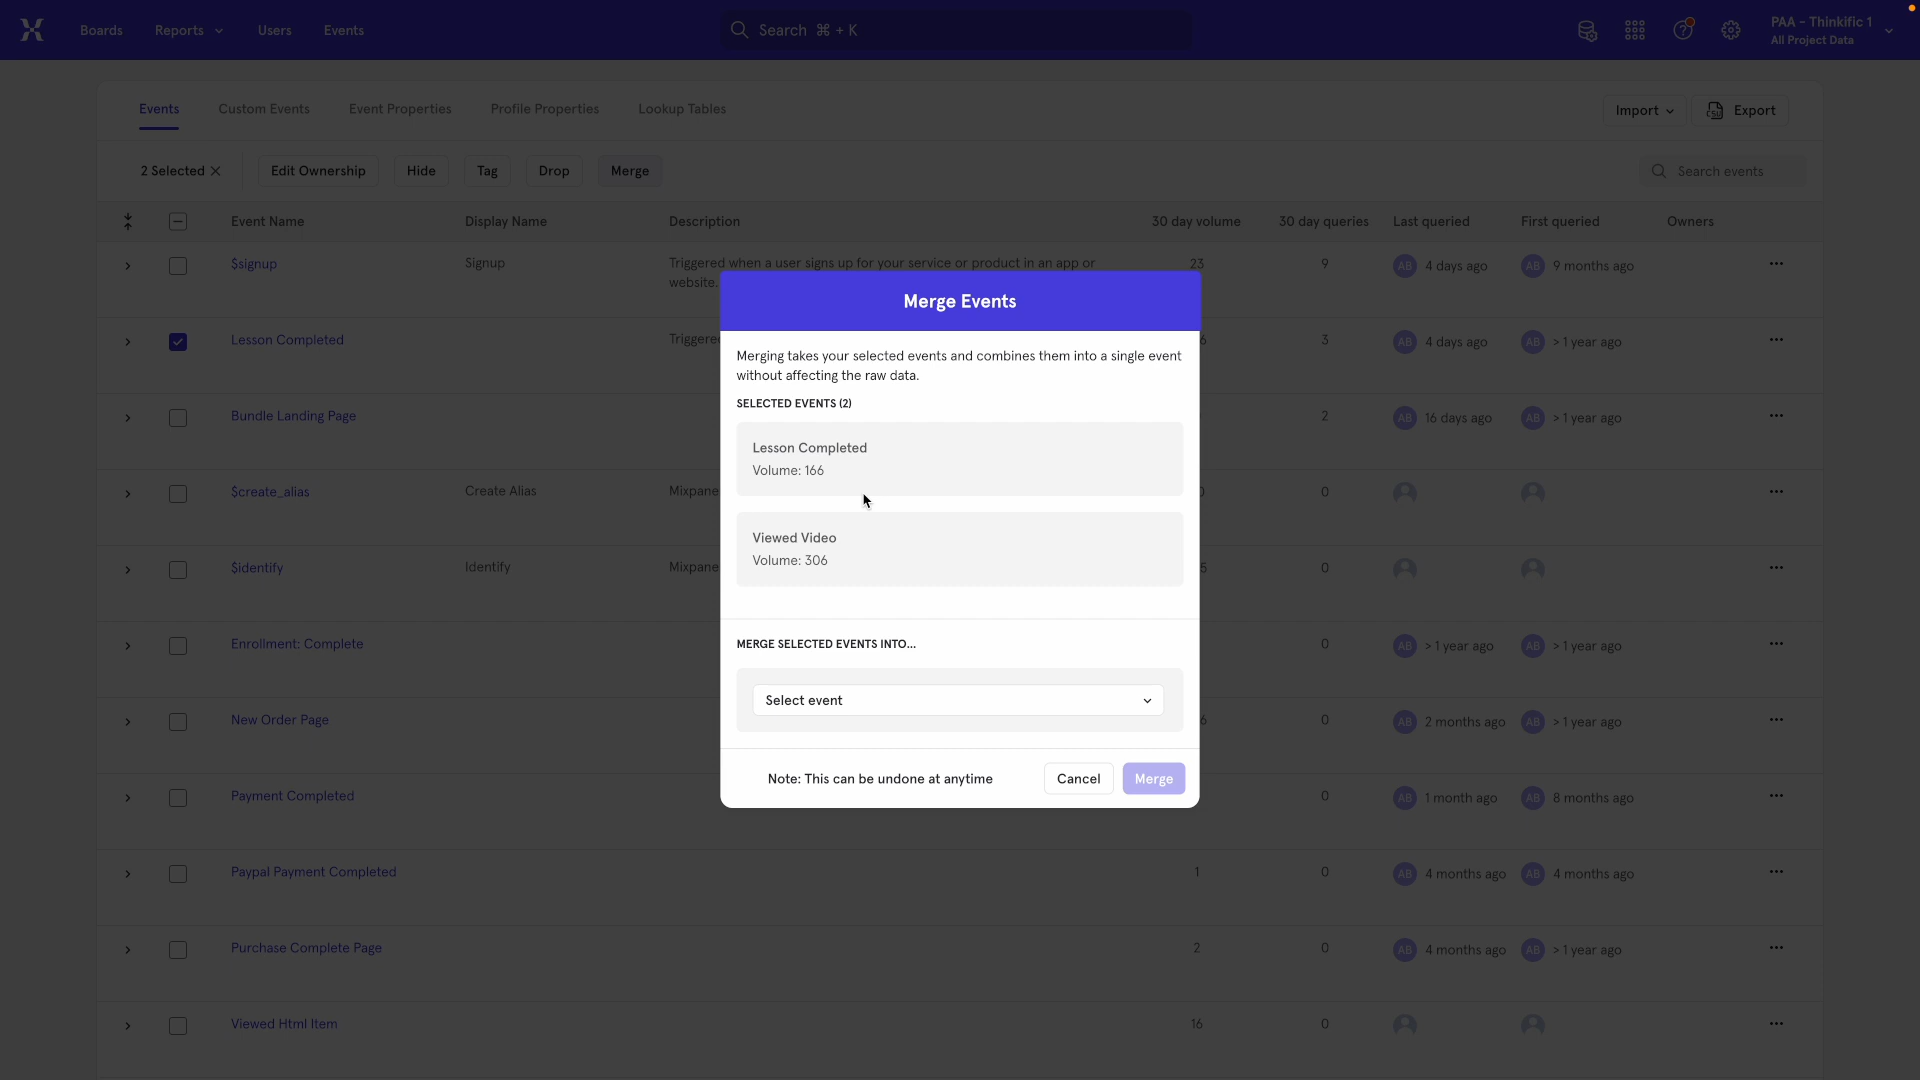 Boards
Reports
Users
Events
Search ⌘ + K
PAA - Thinkific 1
All Project Data
Events
Custom Events
Event Properties
Profile Properties
Lookup Tables
Import
CSV
Export
2 Selected
Edit Ownership
Hide
Tag
Drop
Merge
Search events
Event Name
Display Name
Description
30 day volume
30 day queries
Last queried
First queried
Owners
$signup
Signup
Triggered when a user signs up for your service or product in an app or
website.
23
9
AB 4 days ago
AB 9 months ago
Lesson Completed
3
AB 4 days ago
AB > 1 year ago
Bundle Landing Page
2
AB 16 days ago
AB > 1 year ago
$create_alias
Create Alias
0
$identify
Identify
0
Enrollment: Complete
0
AB > 1 year ago
AB > 1 year ago
New Order Page
0
AB 2 months ago
AB > 1 year ago
Payment Completed
0
AB 1 month ago
AB 8 months ago
Paypal Payment Completed
1
0
AB 4 months ago
AB 4 months ago
Purchase Complete Page
2
0
AB 4 months ago
AB > 1 year ago
Viewed Html Item
16
0
Merge Events
Merging takes your selected events and combines them into a single event
without affecting the raw data.
SELECTED EVENTS (2)
Lesson Completed
Volume: 166
Viewed Video
Volume: 306
MERGE SELECTED EVENTS INTO...
Select event
Note: This can be undone at anytime
Cancel
Merge